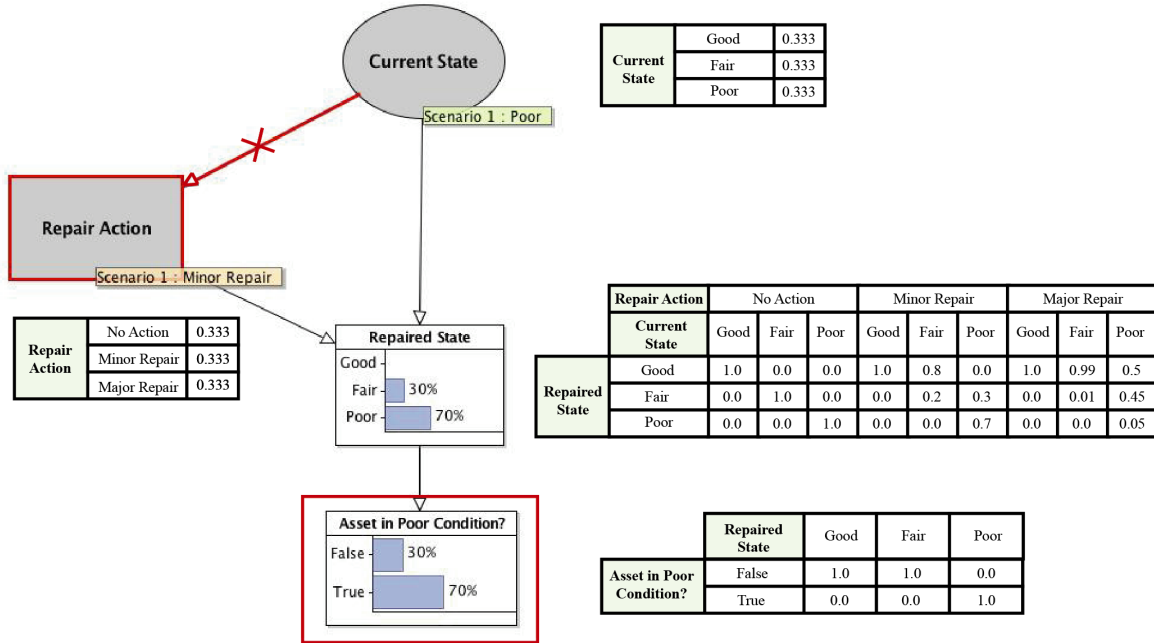 Current State
Scenario 1 : Poor
Current State
Good 0.333
Fair 0.333
Poor 0.333
Repair Action
Scenario 1 : Minor Repair
Repair Action
No Action 0.333
Minor Repair 0.333
Major Repair 0.333
Repaired State
Good
Fair 30%
Poor 70%
Repair Action No Action Minor Repair Major Repair
Current State Good Fair Poor Good Fair Poor Good Fair Poor
Repaired State
Good 1.0 0.0 0.0 1.0 0.8 0.0 1.0 0.99 0.5
Fair 0.0 1.0 0.0 0.0 0.2 0.3 0.0 0.01 0.45
Poor 0.0 0.0 1.0 0.0 0.0 0.7 0.0 0.0 0.05
Asset in Poor Condition?
False 30%
True 70%
Repaired State Good Fair Poor
Asset in Poor Condition?
False 1.0 1.0 0.0
True 0.0 0.0 1.0